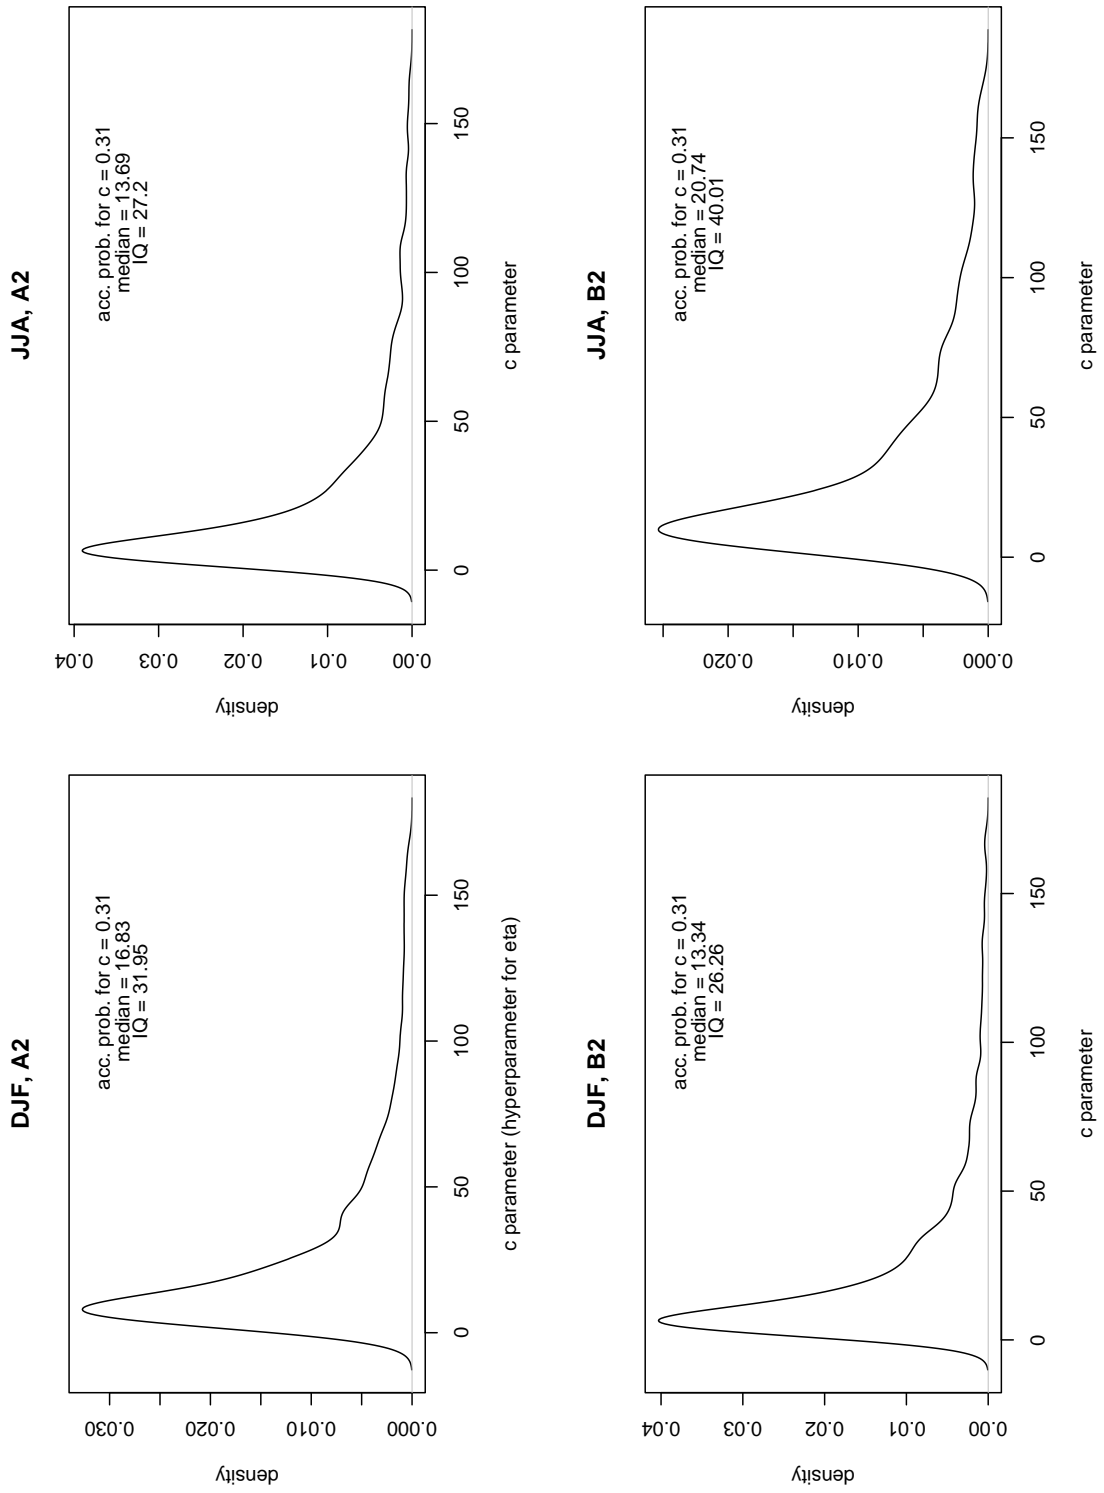 DJF, A2
density
0.000
0.010
0.020
0.030
acc. prob. for c = 0.31
median = 16.83
IQ = 31.95
0
50
100
150
c parameter (hyperparameter for eta)
JJA, A2
density
0.00
0.01
0.02
0.03
0.04
acc. prob. for c = 0.31
median = 13.69
IQ = 27.2
0
50
100
150
c parameter
DJF, B2
density
0.00
0.01
0.02
0.03
0.04
acc. prob. for c = 0.31
median = 13.34
IQ = 26.26
0
50
100
150
c parameter
JJA, B2
density
0.000
0.010
0.020
acc. prob. for c = 0.31
median = 20.74
IQ = 40.01
0
50
100
150
c parameter